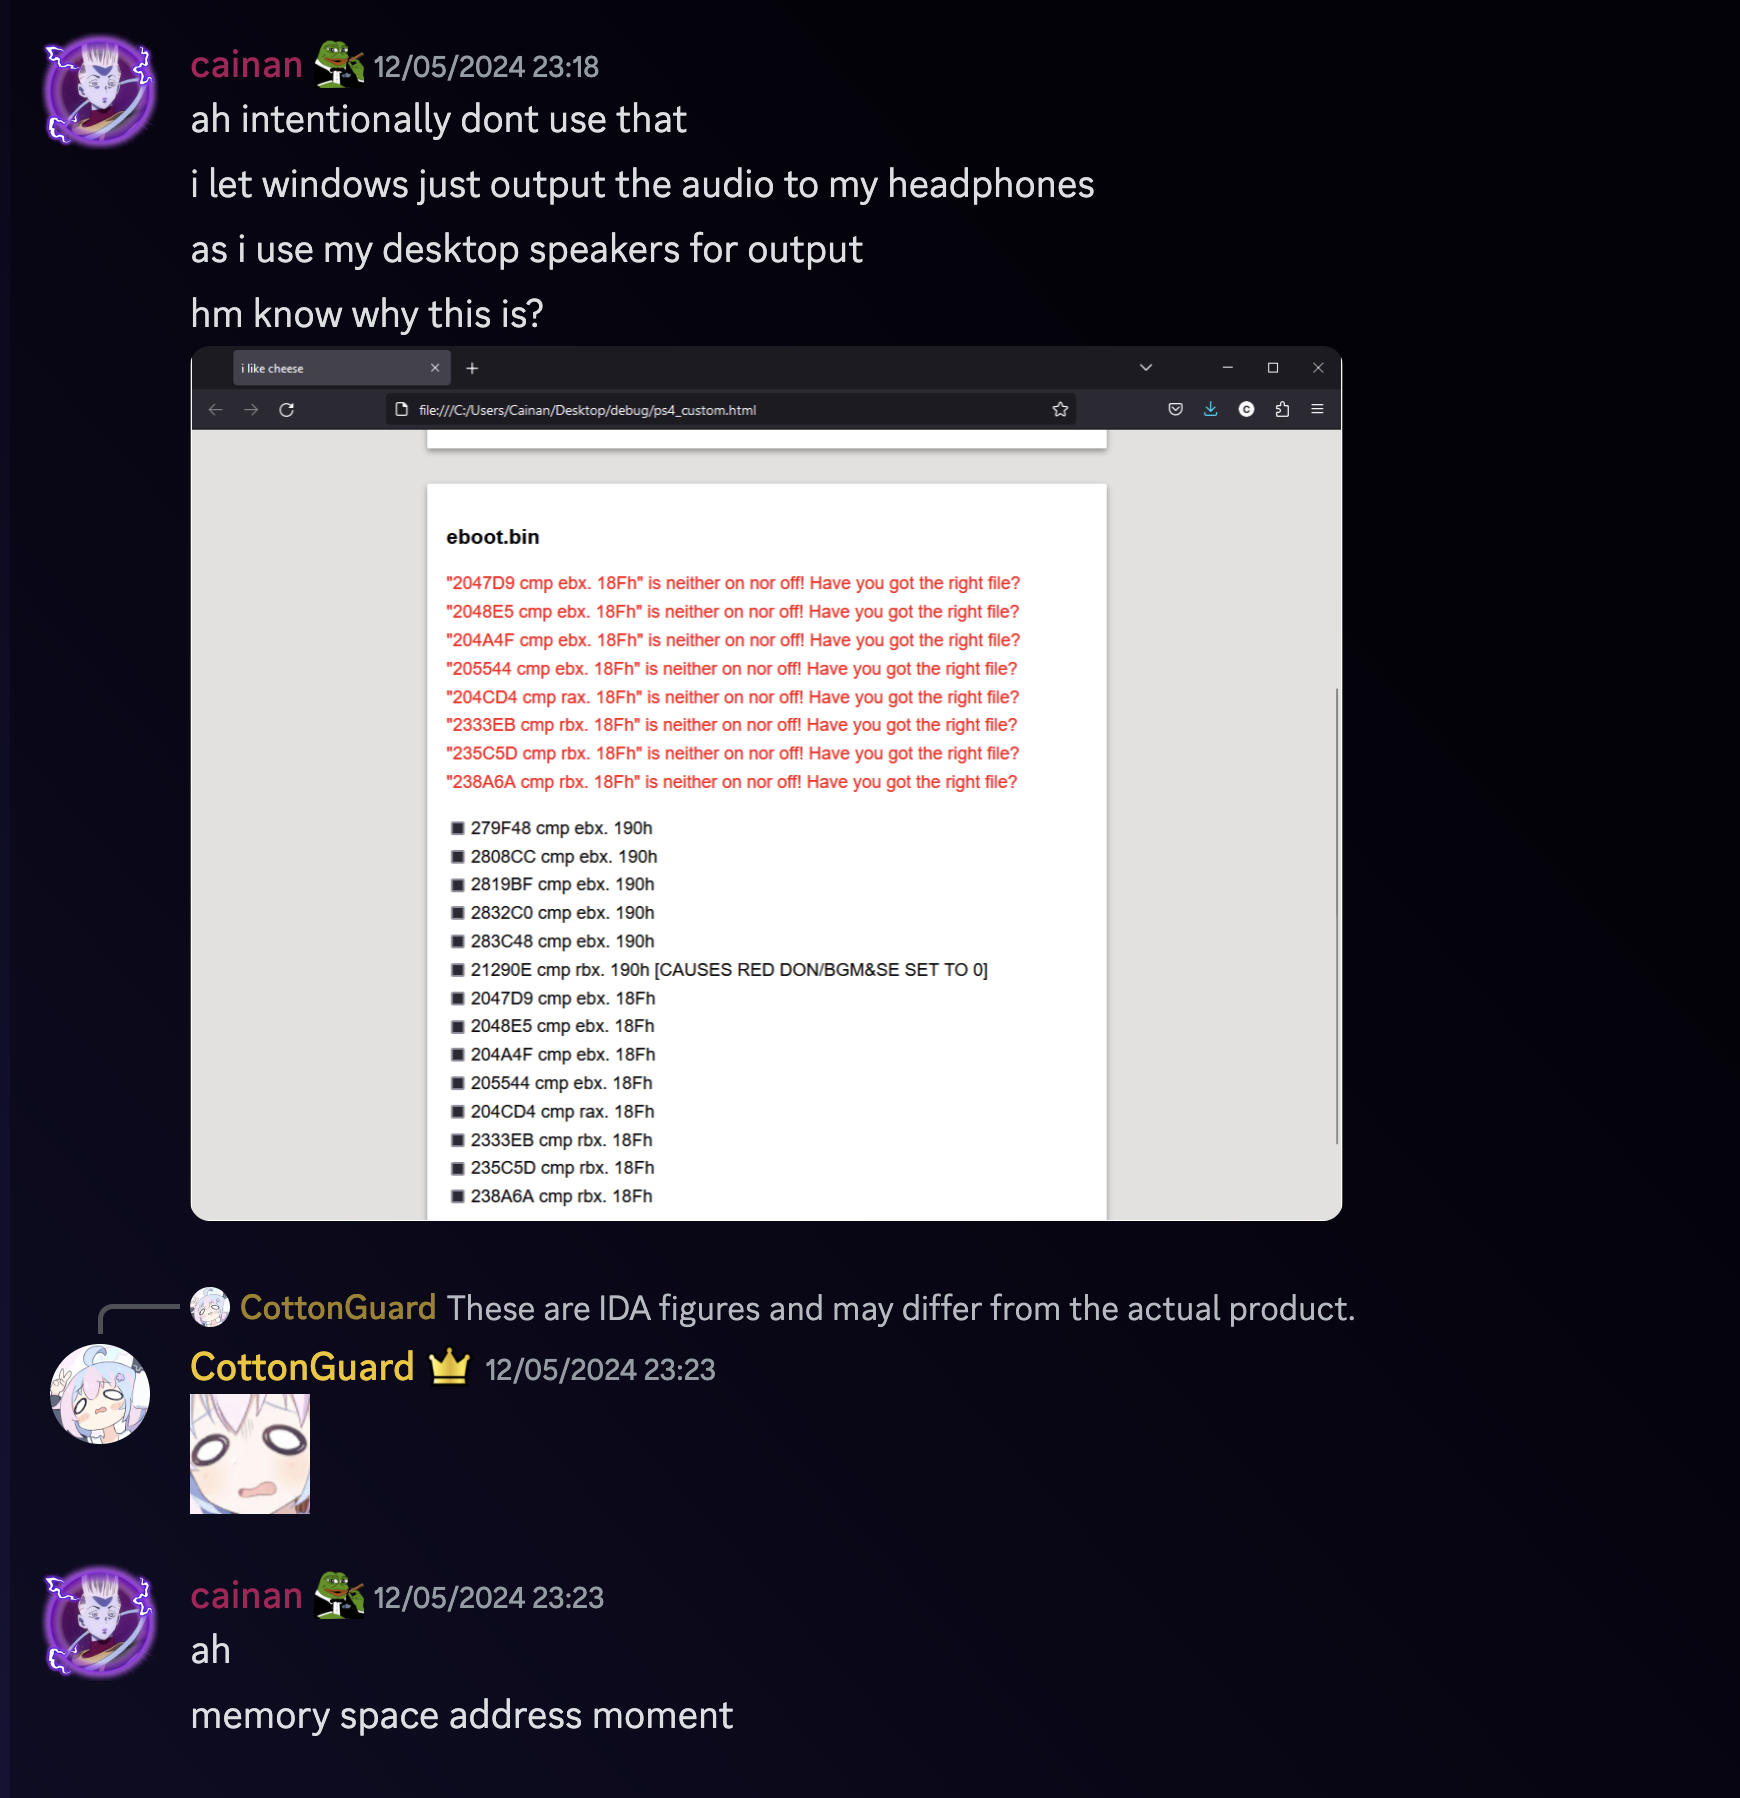 cainan 12/05/2024 23:18
ah intentionally dont use that
i let windows just output the audio to my headphones
as i use my desktop speakers for output
hm know why this is?
i like cheese
file:///C:/Users/Cainan/Desktop/debug/ps4_custom.html
eboot.bin
"2047D9 cmp ebx. 18Fh" is neither on nor off! Have you got the right file?
"2048E5 cmp ebx. 18Fh" is neither on nor off! Have you got the right file?
"204A4F cmp ebx. 18Fh" is neither on nor off! Have you got the right file?
"205544 cmp ebx. 18Fh" is neither on nor off! Have you got the right file?
"204CD4 cmp rax. 18Fh" is neither on nor off! Have you got the right file?
"2333EB cmp rbx. 18Fh" is neither on nor off! Have you got the right file?
"235C5D cmp rbx. 18Fh" is neither on nor off! Have you got the right file?
"238A6A cmp rbx. 18Fh" is neither on nor off! Have you got the right file?
279F48 cmp ebx. 190h
2808CC cmp ebx. 190h
2819BF cmp ebx. 190h
2832C0 cmp ebx. 190h
283C48 cmp ebx. 190h
21290E cmp rbx. 190h [CAUSES RED DON/BGM&SE SET TO 0]
2047D9 cmp ebx. 18Fh
2048E5 cmp ebx. 18Fh
204A4F cmp ebx. 18Fh
205544 cmp ebx. 18Fh
204CD4 cmp rax. 18Fh
2333EB cmp rbx. 18Fh
235C5D cmp rbx. 18Fh
238A6A cmp rbx. 18Fh
CottonGuard These are IDA figures and may differ from the actual product.
CottonGuard 12/05/2024 23:23
cainan 12/05/2024 23:23
ah
memory space address moment